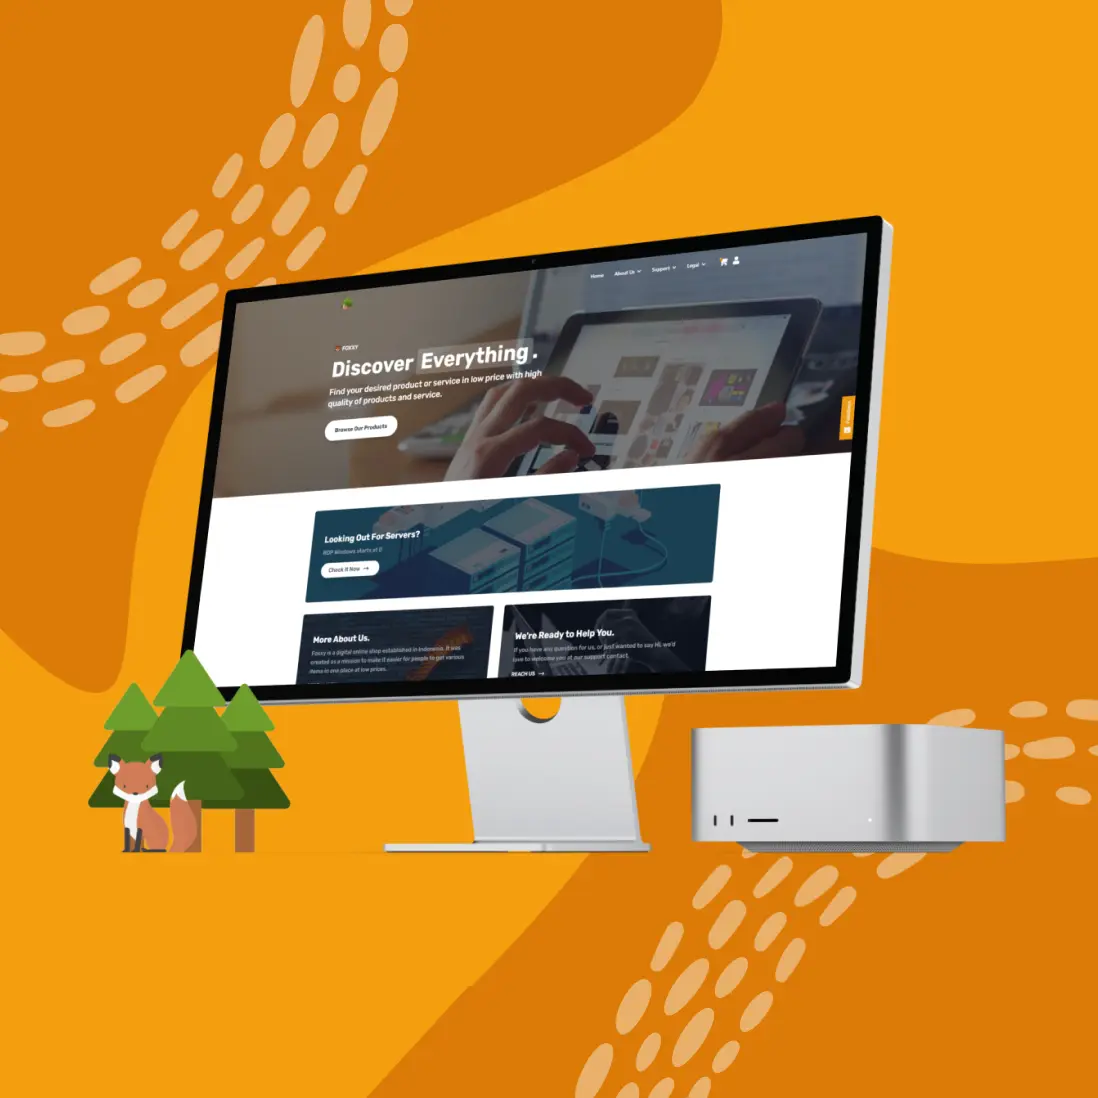 Home About Us Support Legal
FOXSY
Discover Everything .
Find your desired product or service in low price with high
quality of products and service.
Browse Our Products
Looking Out For Servers?
RDP Windows starts at
Check It Now →
More About Us.
Foxsy is a digital online shop established in Indonesia. It was
created as a mission to make it easier for people to get various
items in one place at low prices.
We're Ready to Help You.
If you have any question for us, or just wanted to say Hi, we'd
love to welcome you at our support contact.
REACH US →